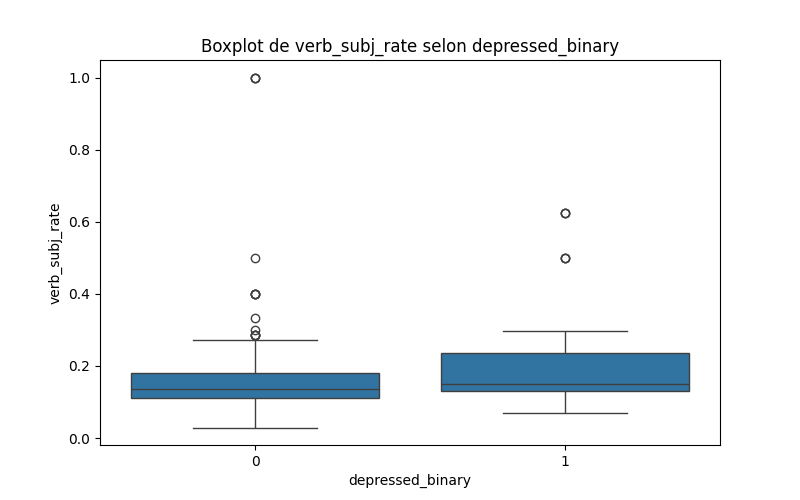 Boxplot de verb_subj_rate selon depressed_binary
1.0
0.8
0.6
0.4
0.2
0.0
verb_subj_rate
0 1
depressed_binary